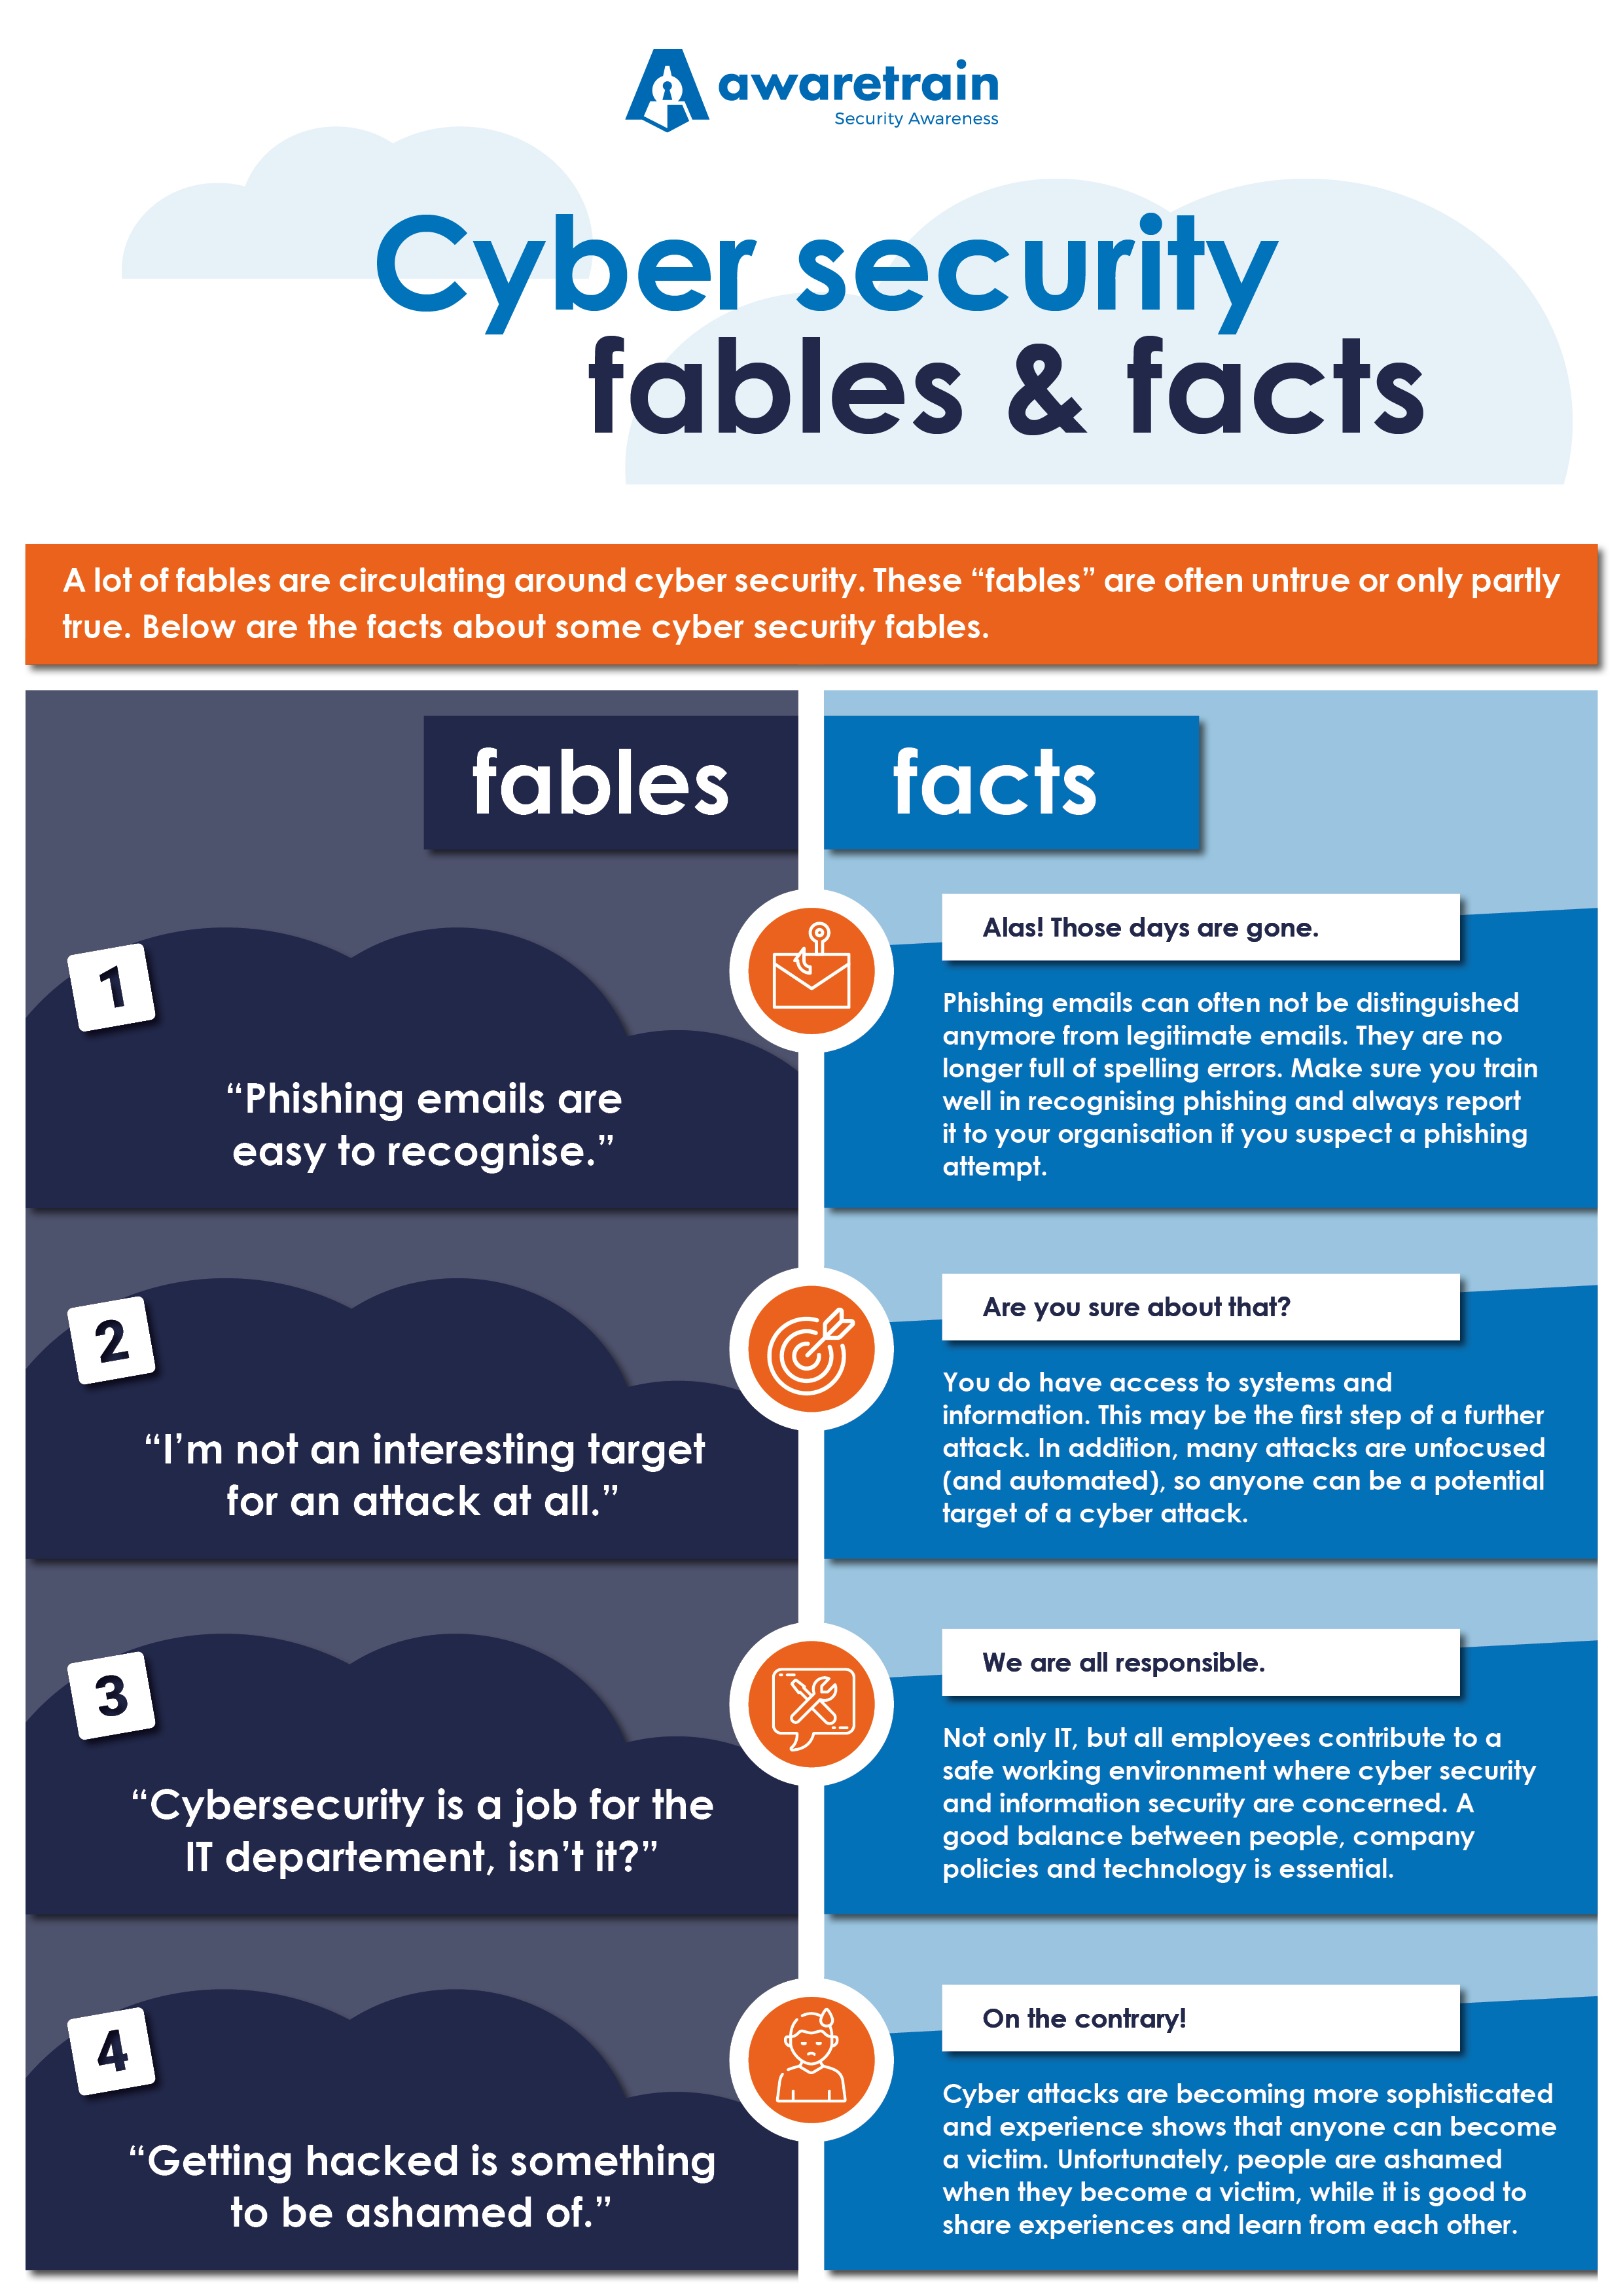 awaretrain
Security Awareness
Cyber security
fables & facts
A lot of fables are circulating around cyber security. These “fables” are often untrue or only partly
true. Below are the facts about some cyber security fables.
fables
facts
1
“Phishing emails are
easy to recognise.”
Alas! Those days are gone.
Phishing emails can often not be distinguished
anymore from legitimate emails. They are no
longer full of spelling errors. Make sure you train
well in recognising phishing and always report
it to your organisation if you suspect a phishing
attempt.
2
“I’m not an interesting target
for an attack at all.”
Are you sure about that?
You do have access to systems and
information. This may be the first step of a further
attack. In addition, many attacks are unfocused
(and automated), so anyone can be a potential
target of a cyber attack.
3
“Cybersecurity is a job for the
IT departement, isn’t it?”
We are all responsible.
Not only IT, but all employees contribute to a
safe working environment where cyber security
and information security are concerned. A
good balance between people, company
policies and technology is essential.
4
“Getting hacked is something
to be ashamed of.”
On the contrary!
Cyber attacks are becoming more sophisticated
and experience shows that anyone can become
a victim. Unfortunately, people are ashamed
when they become a victim, while it is good to
share experiences and learn from each other.